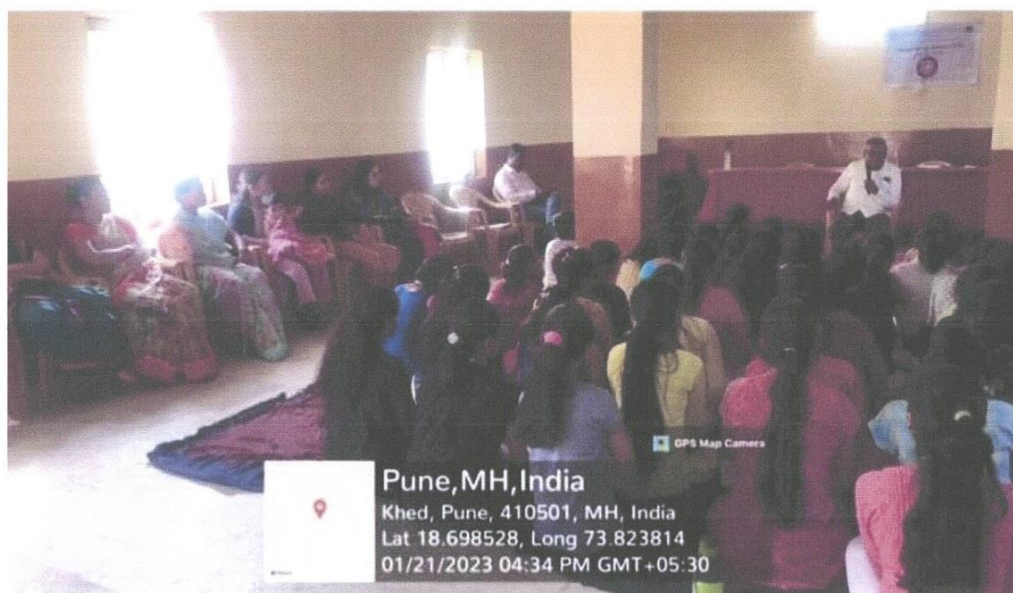 GPS Map Camera
Pune,MH,India
Khed, Pune, 410501, MH, India
Lat 18.698528, Long 73.823814
01/21/2023 04:34 PM GMT+05:30